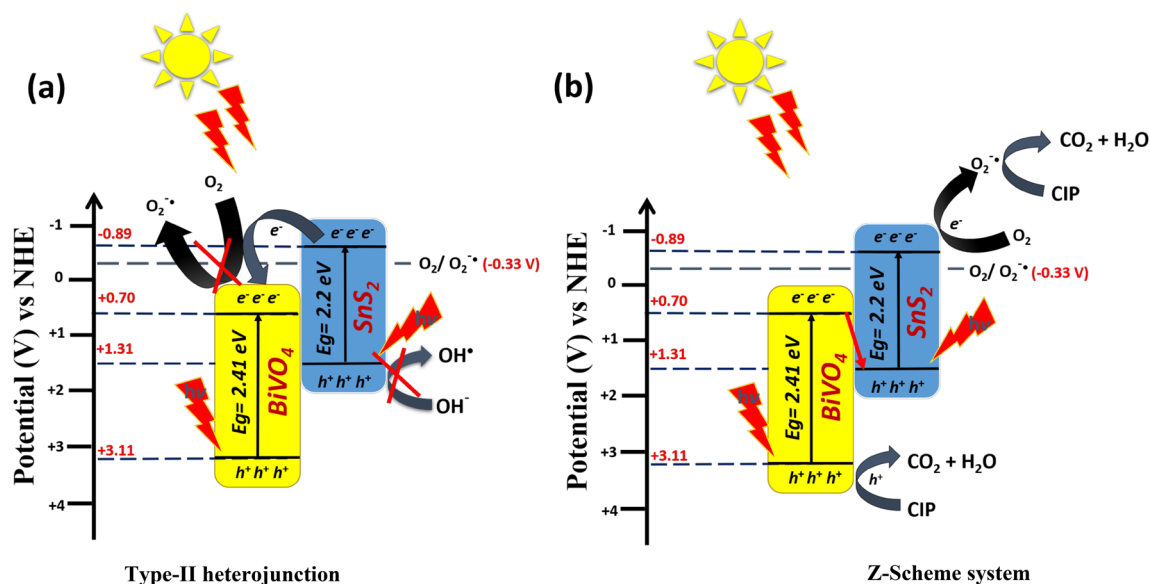 (a)
O₂
O₂⁻•
e⁻
e⁻ e⁻ e⁻
-1
-0.89
O₂/ O₂⁻• (-0.33 V)
0
+0.70
e⁻ e⁻ e⁻
Eg= 2.2 eV
SnS₂
hν
+1
+1.31
Eg= 2.41 eV
BiVO₄
OH•
h⁺ h⁺ h⁺
OH⁻
+2
hν
+3
+3.11
h⁺ h⁺ h⁺
+4
Potential (V) vs NHE
Type-II heterojunction
(b)
CO₂ + H₂O
O₂⁻•
CIP
e⁻
O₂
-1
-0.89
e⁻ e⁻ e⁻
O₂/ O₂⁻• (-0.33 V)
0
+0.70
e⁻ e⁻ e⁻
Eg= 2.2 eV
SnS₂
hν
+1
+1.31
Eg= 2.41 eV
BiVO₄
h⁺ h⁺ h⁺
+2
hν
+3
+3.11
h⁺ h⁺ h⁺
CO₂ + H₂O
h⁺
CIP
+4
Potential (V) vs NHE
Z-Scheme system